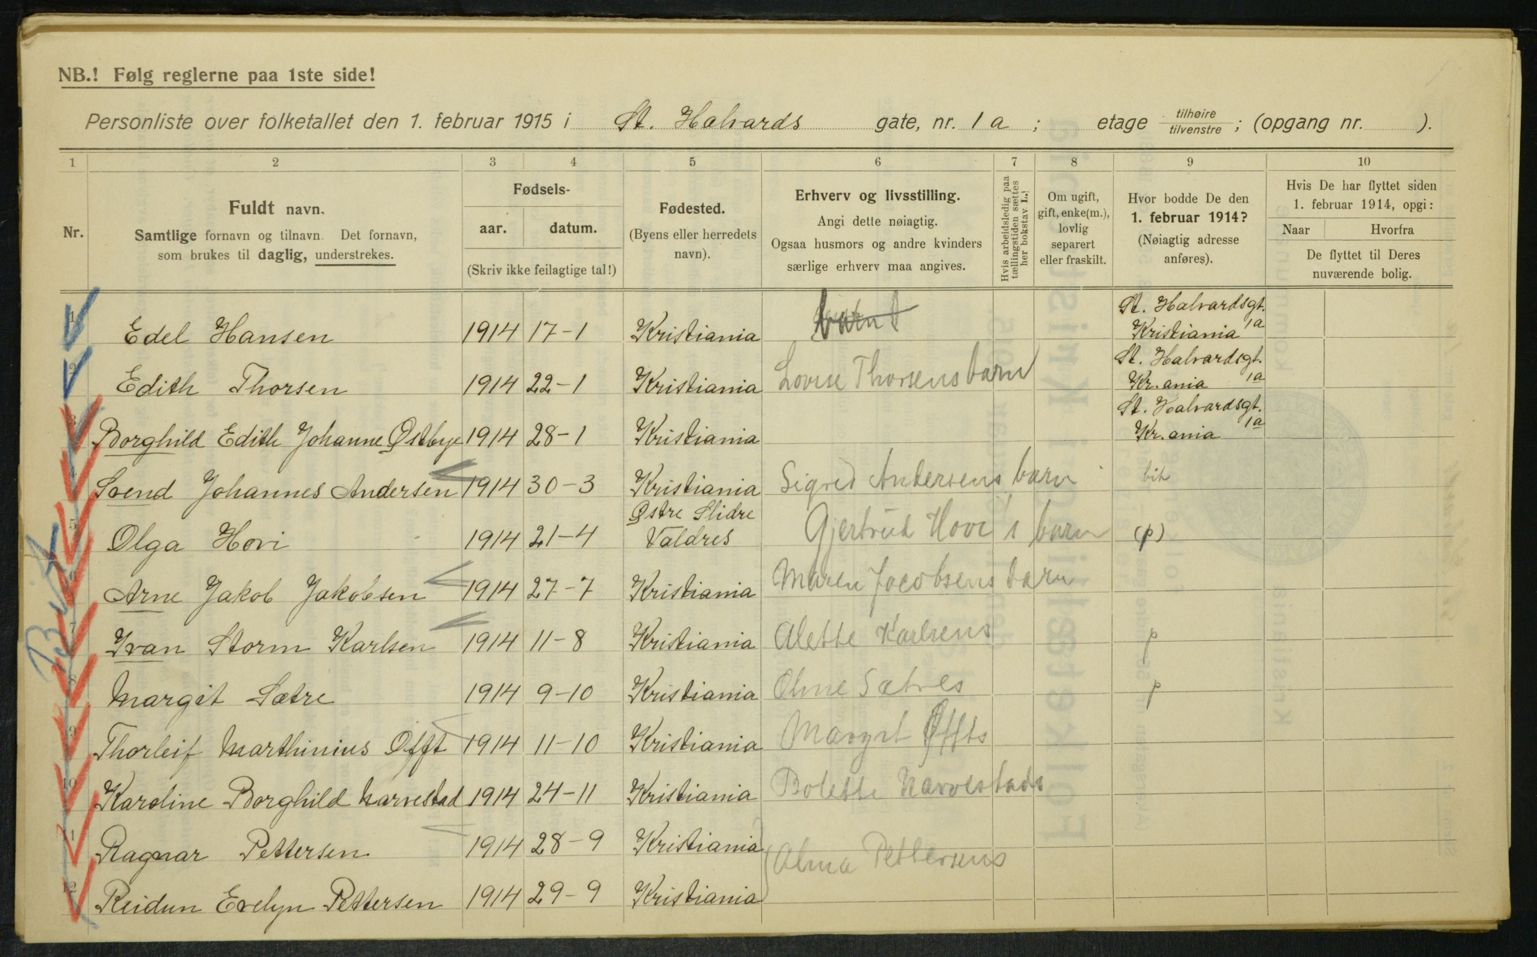 NB.! Følg reglerne paa 1ste side!
Personliste over folketallet den 1. februar 1915 i St. Halvards gate, nr. 1 a ; etage tilhøire tilvenstre ; (opgang nr. ).
1 2 3 4 5 6 7 8 9 10
Nr.
Fuldt navn.
Samtlige fornavn og tilnavn. Det fornavn,
som brukes til daglig, understrekes.
Fødsels-
aar. datum.
(Skriv ikke feilagtige tal!)
Fødested.
(Byens eller herredets
navn).
Erhverv og livsstilling.
Angi dette nøiagtig.
Ogsaa husmors og andre kvinders
særlige erhverv maa angives.
Hvis arbeidsledig paa
tællingstiden sættes
her bokstav L.!
Om ugift,
gift, enke(m.),
lovlig
separert
eller fraskilt.
Hvor bodde De den
1. februar 1914?
(Nøiagtig adresse
anføres).
Hvis De har flyttet siden
1. februar 1914, opgi:
Naar Hvorfra
De flyttet til Deres
nuværende bolig.
1 Edel Hansen 1914 17-1 Kristiania barn St. Halvardsgt. 1a Kristiania
2 Edith Thorsen 1914 22-1 Kristiania Lovise Thorsens barn St. Halvardsgt. 1a Kr.ania
3 Borghild Edith Johanne Østbye 1914 28-1 Kristiania St. Halvardsgt. 1a Kr.ania
4 Svend Johannes Andersen 1914 30-3 Kristiania Sigrid Andersens barn
5 Olga Hovi 1914 21-4 Østre Slidre Valdres Gjertrud Hove's barn (p)
6 Arne Jakob Jakobsen 1914 27-7 Kristiania Maren Jacobsens barn
7 Ivan Storm Karlsen 1914 11-8 Kristiania Alette Karlsens p
8 Margit Sætre 1914 9-10 Kristiania Oline Sætres p
9 Thorleif Marthinius Offt 1914 11-10 Kristiania Margit Øffts
10 Karoline Borghild Narvestad 1914 24-11 Kristiania Bolette Narvestads
11 Ragnar Pettersen 1914 28-9 Kristiania Alma Pettersens
12 Reidun Evelyn Pettersen 1914 29-9 Kristiania